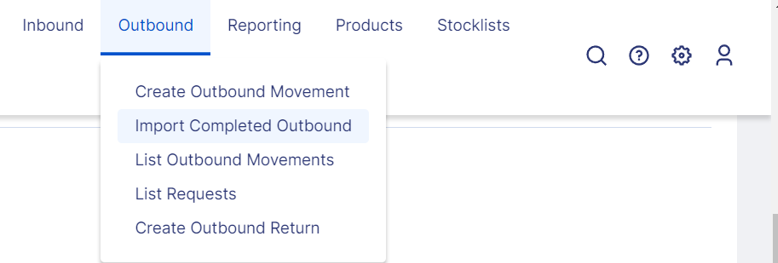 Inbound Outbound Reporting Products Stocklists
Create Outbound Movement
Import Completed Outbound
List Outbound Movements
List Requests
Create Outbound Return